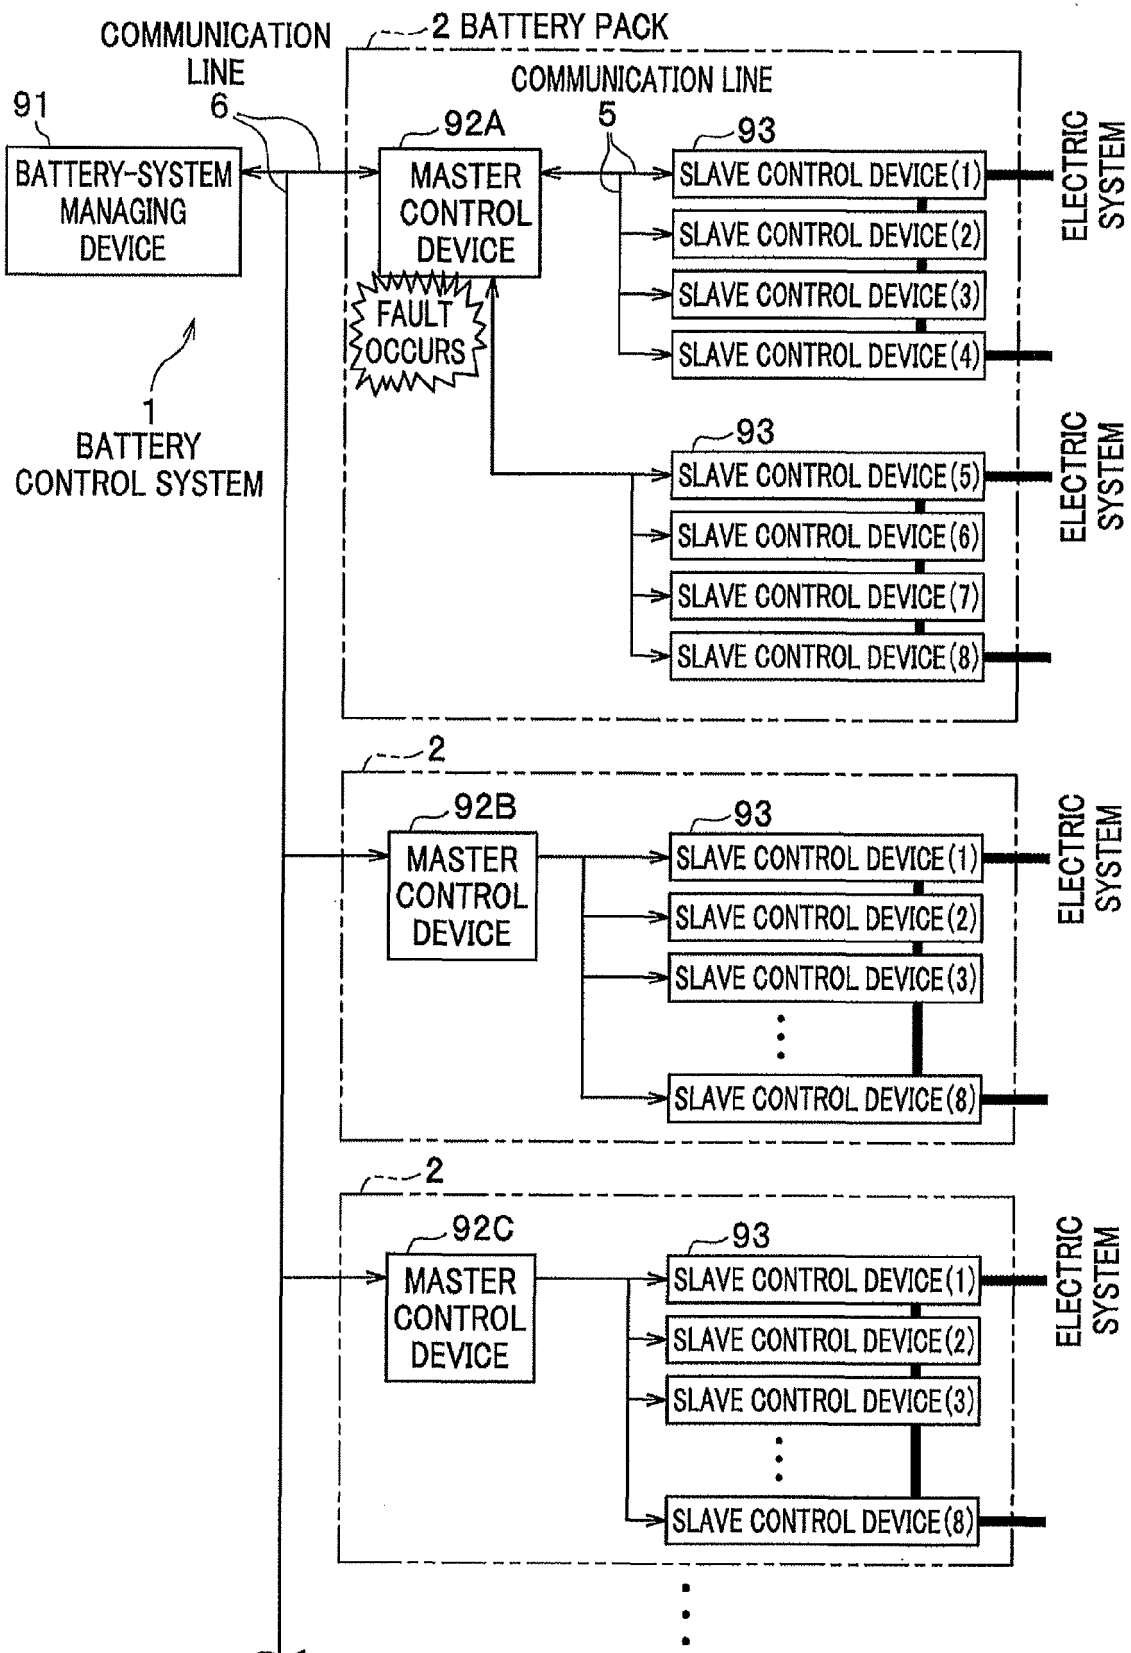 COMMUNICATION
LINE
6
2 BATTERY PACK
COMMUNICATION LINE
5
5
91
BATTERY-SYSTEM
MANAGING
DEVICE
92A
MASTER
CONTROL
DEVICE
FAULT
OCCURS
93
SLAVE CONTROL DEVICE(1)
SLAVE CONTROL DEVICE(2)
SLAVE CONTROL DEVICE(3)
SLAVE CONTROL DEVICE(4)
ELECTRIC
SYSTEM
6
1
BATTERY
CONTROL SYSTEM
93
SLAVE CONTROL DEVICE(5)
SLAVE CONTROL DEVICE(6)
SLAVE CONTROL DEVICE(7)
SLAVE CONTROL DEVICE(8)
ELECTRIC
SYSTEM
2
92B
MASTER
CONTROL
DEVICE
93
SLAVE CONTROL DEVICE(1)
SLAVE CONTROL DEVICE(2)
SLAVE CONTROL DEVICE(3)
SLAVE CONTROL DEVICE(8)
ELECTRIC
SYSTEM
2
92C
MASTER
CONTROL
DEVICE
93
SLAVE CONTROL DEVICE(1)
SLAVE CONTROL DEVICE(2)
SLAVE CONTROL DEVICE(3)
SLAVE CONTROL DEVICE(8)
ELECTRIC
SYSTEM